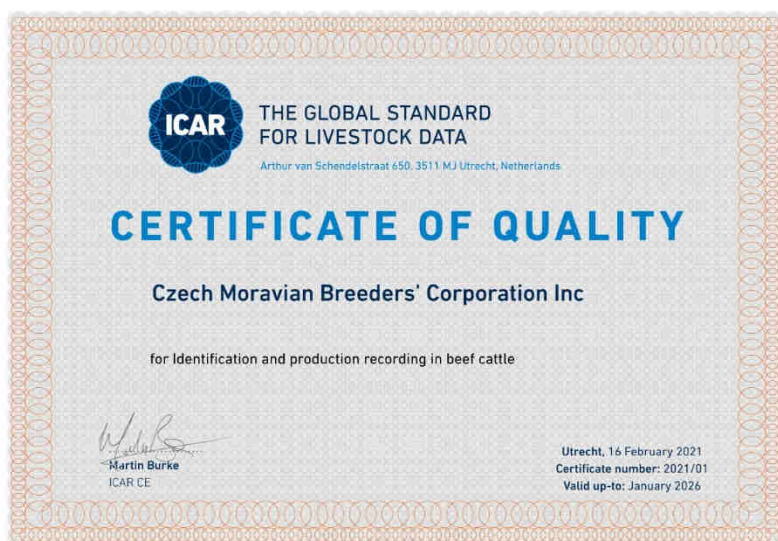 ICAR
THE GLOBAL STANDARD
FOR LIVESTOCK DATA
Arthur van Schendelstraat 650, 3511 MJ Utrecht, Netherlands
CERTIFICATE OF QUALITY
Czech Moravian Breeders' Corporation Inc
for Identification and production recording in beef cattle
Martin Burke
ICAR CE
Utrecht, 16 February 2021
Certificate number: 2021/01
Valid up-to: January 2026